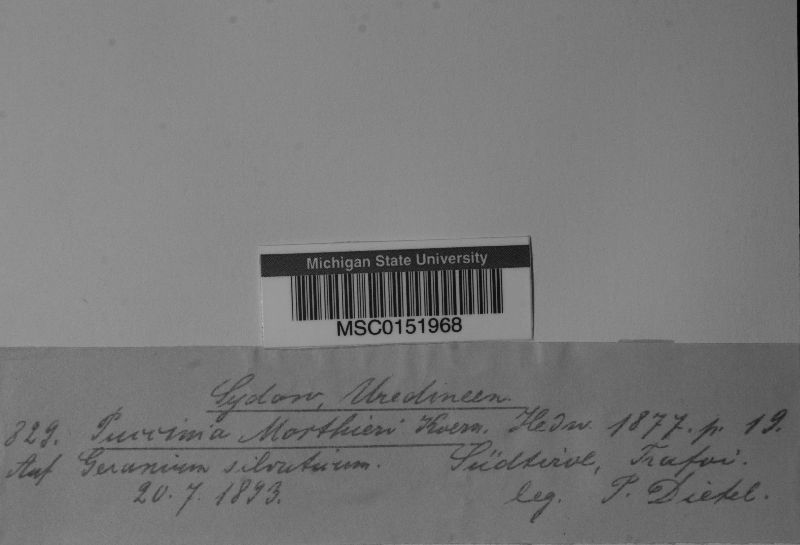 Michigan State University
MSC0151968
Sydow, Uredineen.
829. Puccinia Morthieri Koern. Hedw. 1877. p. 19.
Auf Geranium silvaticum. Südtirol, Trafoi.
20. 7. 1893. leg. P. Dietel.